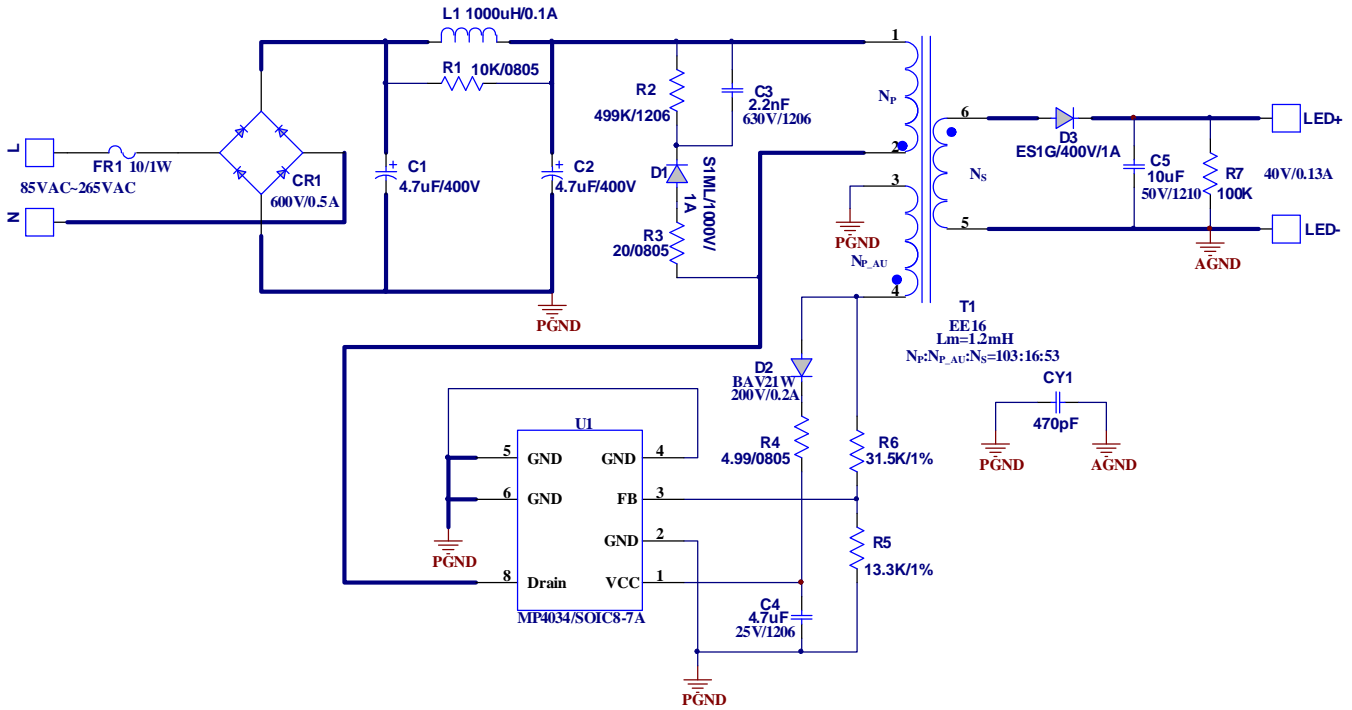 L1 1000uH/0.1A
R1 10K/0805
R2
499K/1206
C3
2.2nF
630V/1206
1
NP
2
3
PGND
NP_AU
4
6
NS
5
D3
ES1G/400V/1A
C5
10uF
50V/1210
R7
100K
LED+
40V/0.13A
LED-
AGND
L
FR1 10/1W
85VAC~265VAC
N
CR1
600V/0.5A
C1
4.7uF/400V
C2
4.7uF/400V
D1
S1ML/1000V/
1A
R3
20/0805
PGND
T1
EE16
Lm=1.2mH
NP:NP_AU:NS=103:16:53
D2
BAV21W
200V/0.2A
R4
4.99/0805
R6
31.5K/1%
R5
13.3K/1%
CY1
470pF
PGND
AGND
U1
5 GND GND 4
6 GND FB 3
GND 2
8 Drain VCC 1
MP4034/SOIC8-7A
PGND
C4
4.7uF
25V/1206
PGND